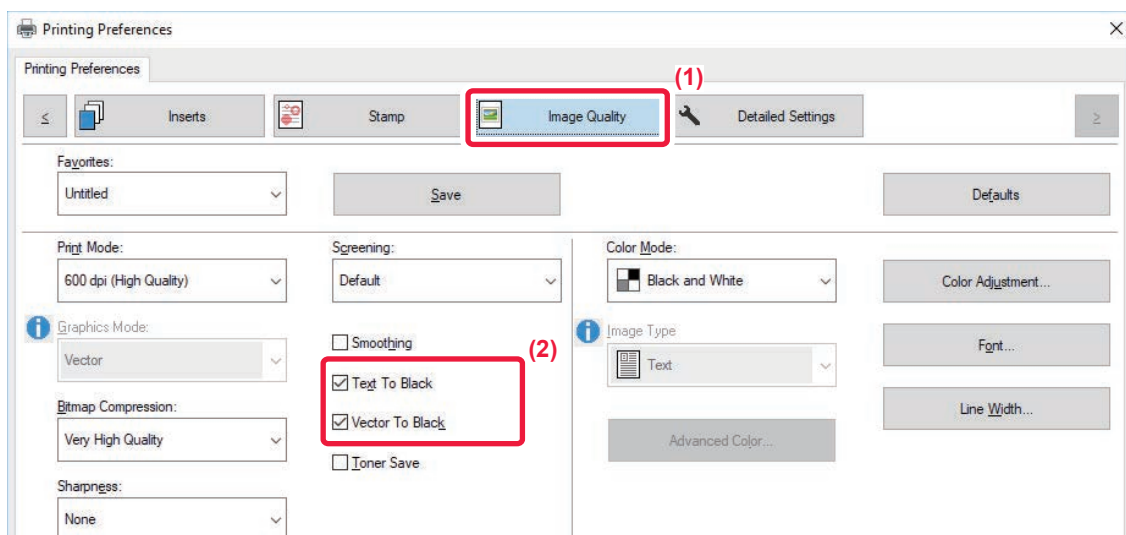 Printing Preferences
Printing Preferences
(1)
<
Inserts
Stamp
Image Quality
Detailed Settings
>
Favorites:
Untitled
Save
Defaults
Print Mode:
600 dpi (High Quality)
Screening:
Default
Color Mode:
Black and White
Color Adjustment...
Graphics Mode:
Vector
Smoothing
(2)
Text To Black
Vector To Black
Toner Save
Image Type
Text
Font...
Bitmap Compression:
Very High Quality
Advanced Color...
Line Width...
Sharpness:
None